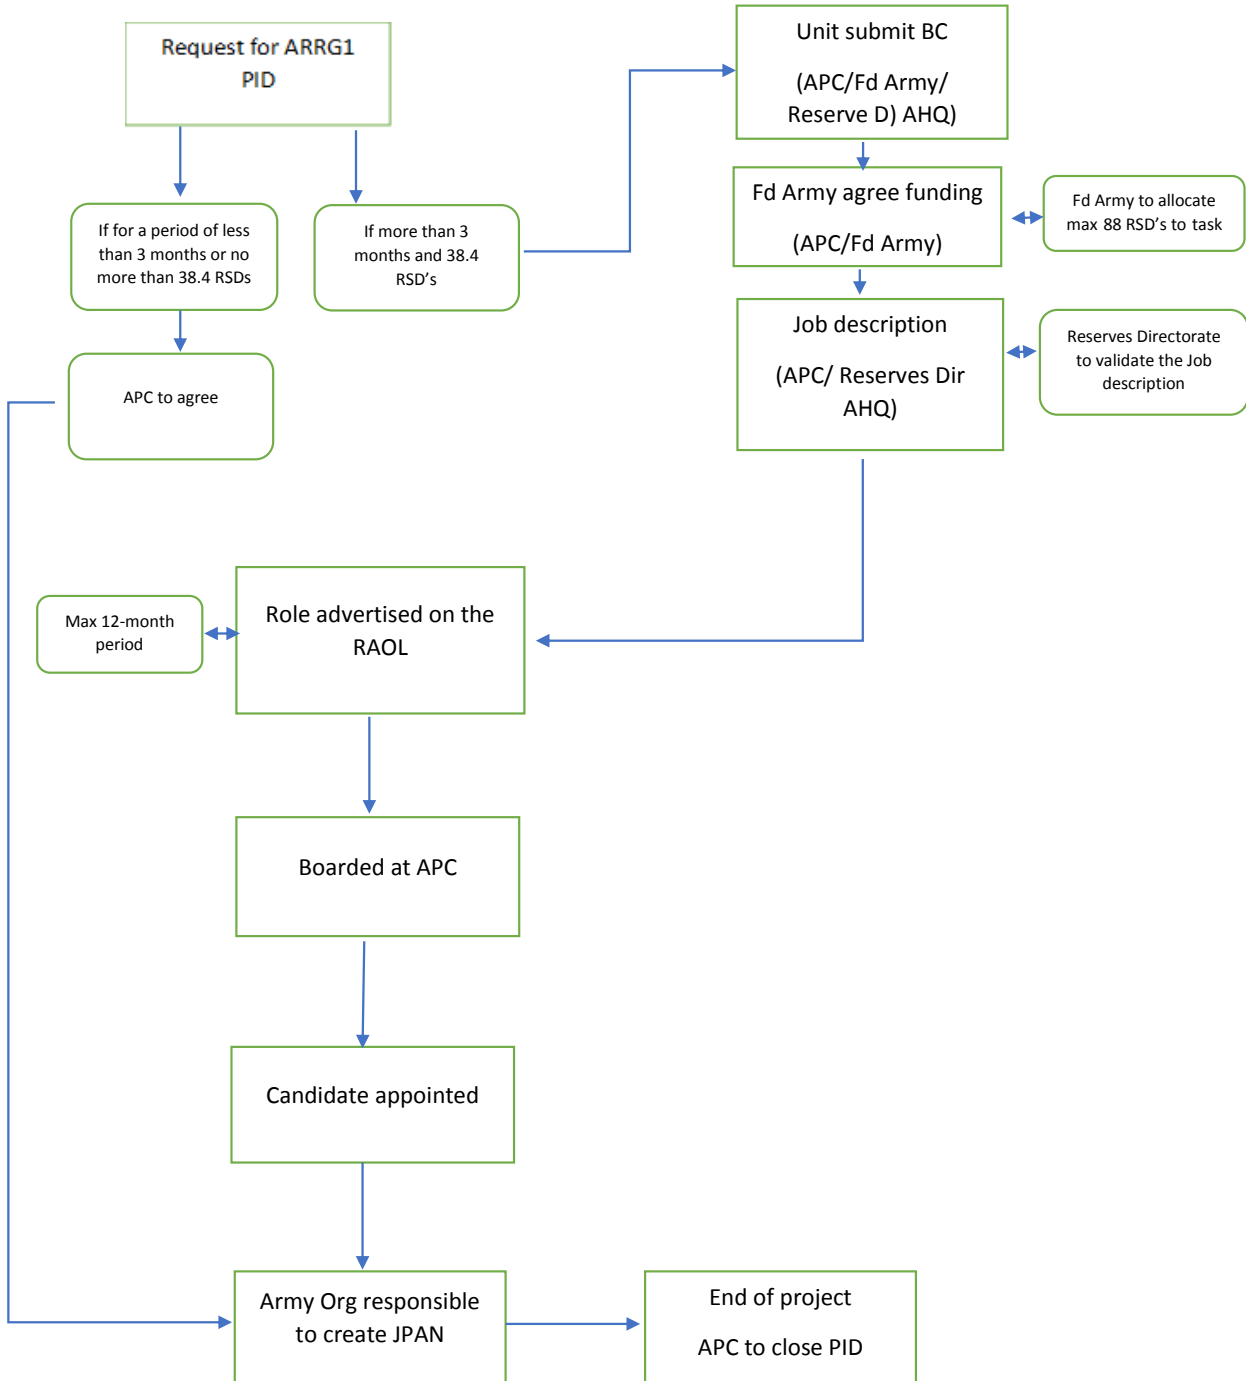 Request for ARRG1
PID
Unit submit BC
(APC/Fd Army/
Reserve D) AHQ)
Fd Army agree funding
(APC/Fd Army)
Fd Army to allocate
max 88 RSD’s to task
If for a period of less
than 3 months or no
more than 38.4 RSDs
If more than 3
months and 38.4
RSD’s
Job description
(APC/ Reserves Dir
AHQ)
Reserves Directorate
to validate the Job
description
APC to agree
Max 12-month
period
Role advertised on the
RAOL
Boarded at APC
Candidate appointed
Army Org responsible
to create JPAN
End of project
APC to close PID